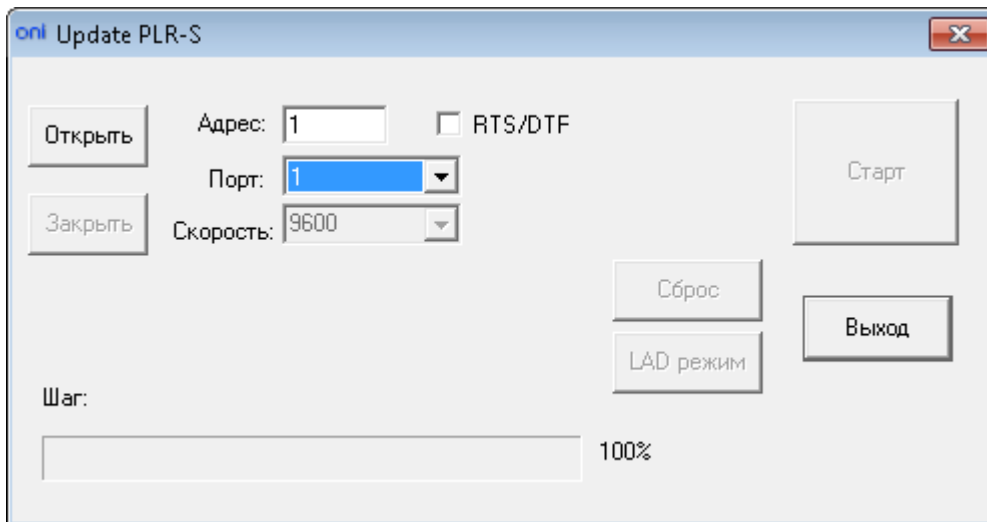 oni Update PLR-S
Открыть
Адрес: 1
RTS/DTF
Старт
Порт: 1
Закрыть
Скорость: 9600
Сброс
Выход
LAD режим
Шаг:
100%